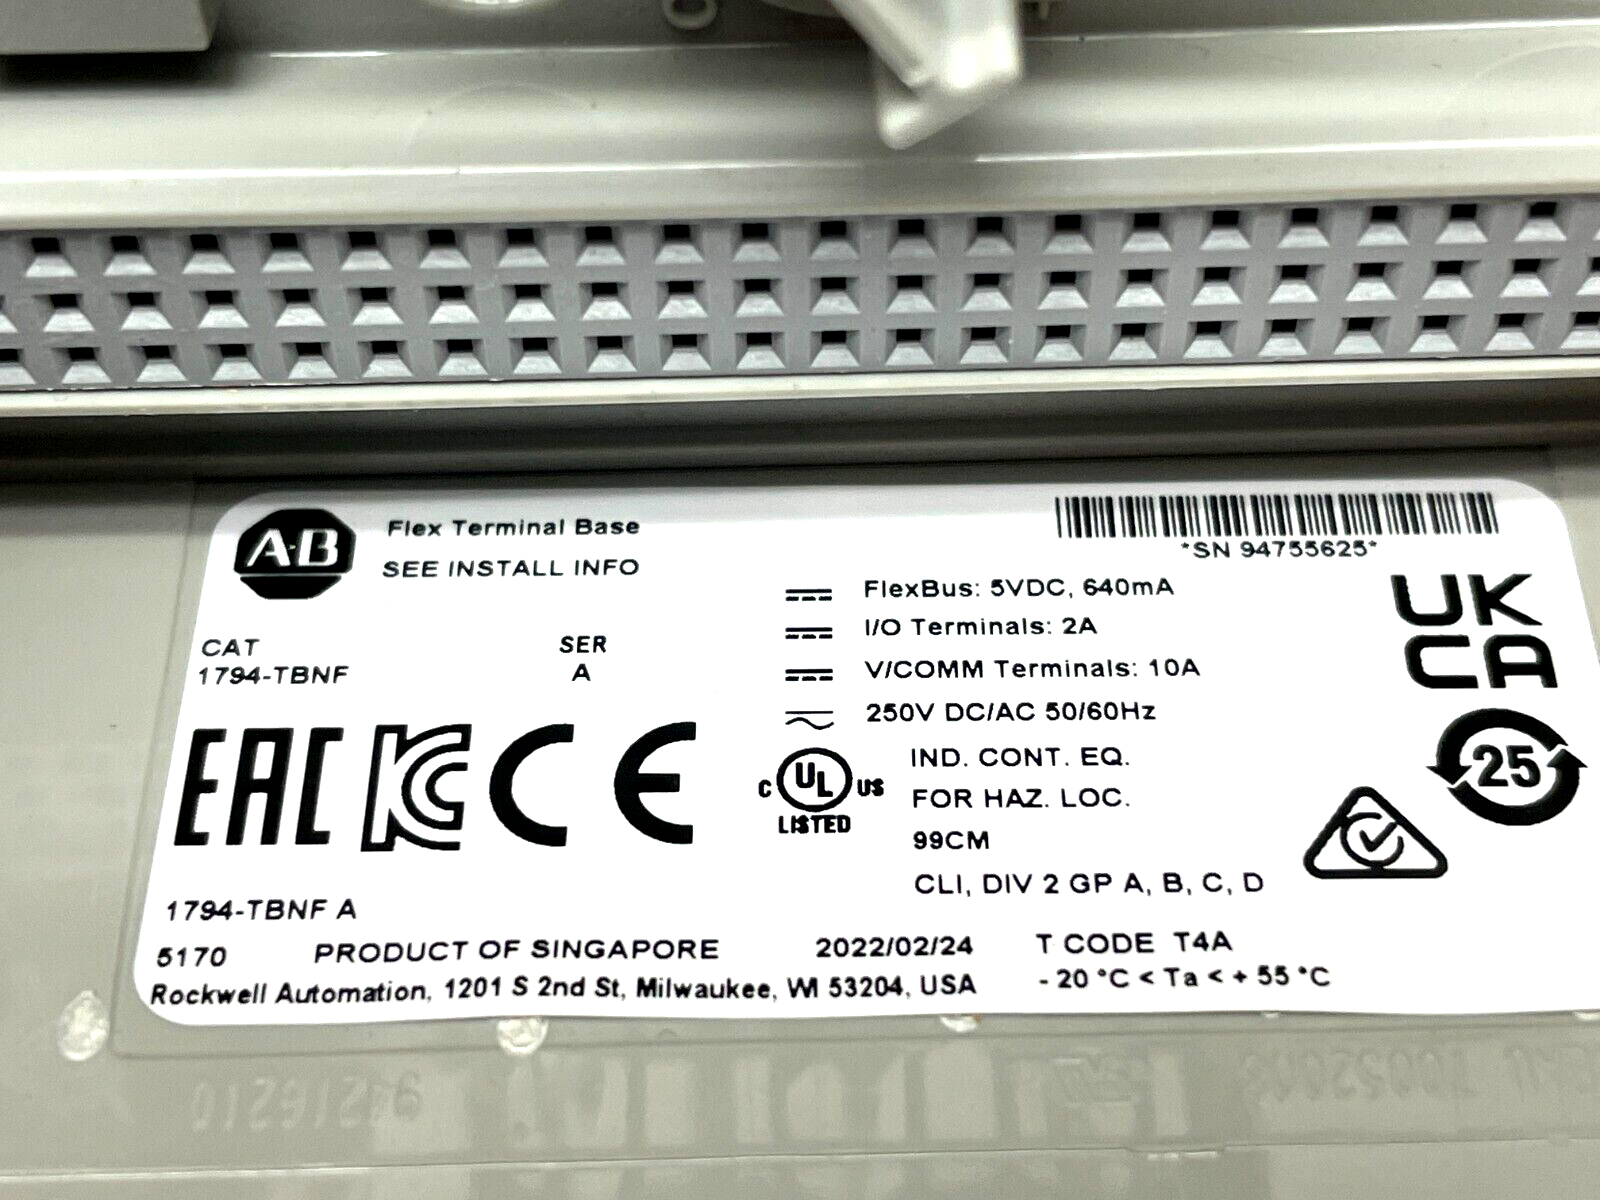 A·B
Flex Terminal Base
SEE INSTALL INFO
*SN 94755625*
CAT
1794-TBNF
SER
A
FlexBus: 5VDC, 640mA
I/O Terminals: 2A
V/COMM Terminals: 10A
250V DC/AC 50/60Hz
UK
CA
EAC
KC
CE
C UL US
LISTED
IND. CONT. EQ.
FOR HAZ. LOC.
99CM
CLI, DIV 2 GP A, B, C, D
25
1794-TBNF A
5170 PRODUCT OF SINGAPORE 2022/02/24 T CODE T4A
Rockwell Automation, 1201 S 2nd St, Milwaukee, WI 53204, USA
- 20 °C < Ta < + 55 °C
94216210